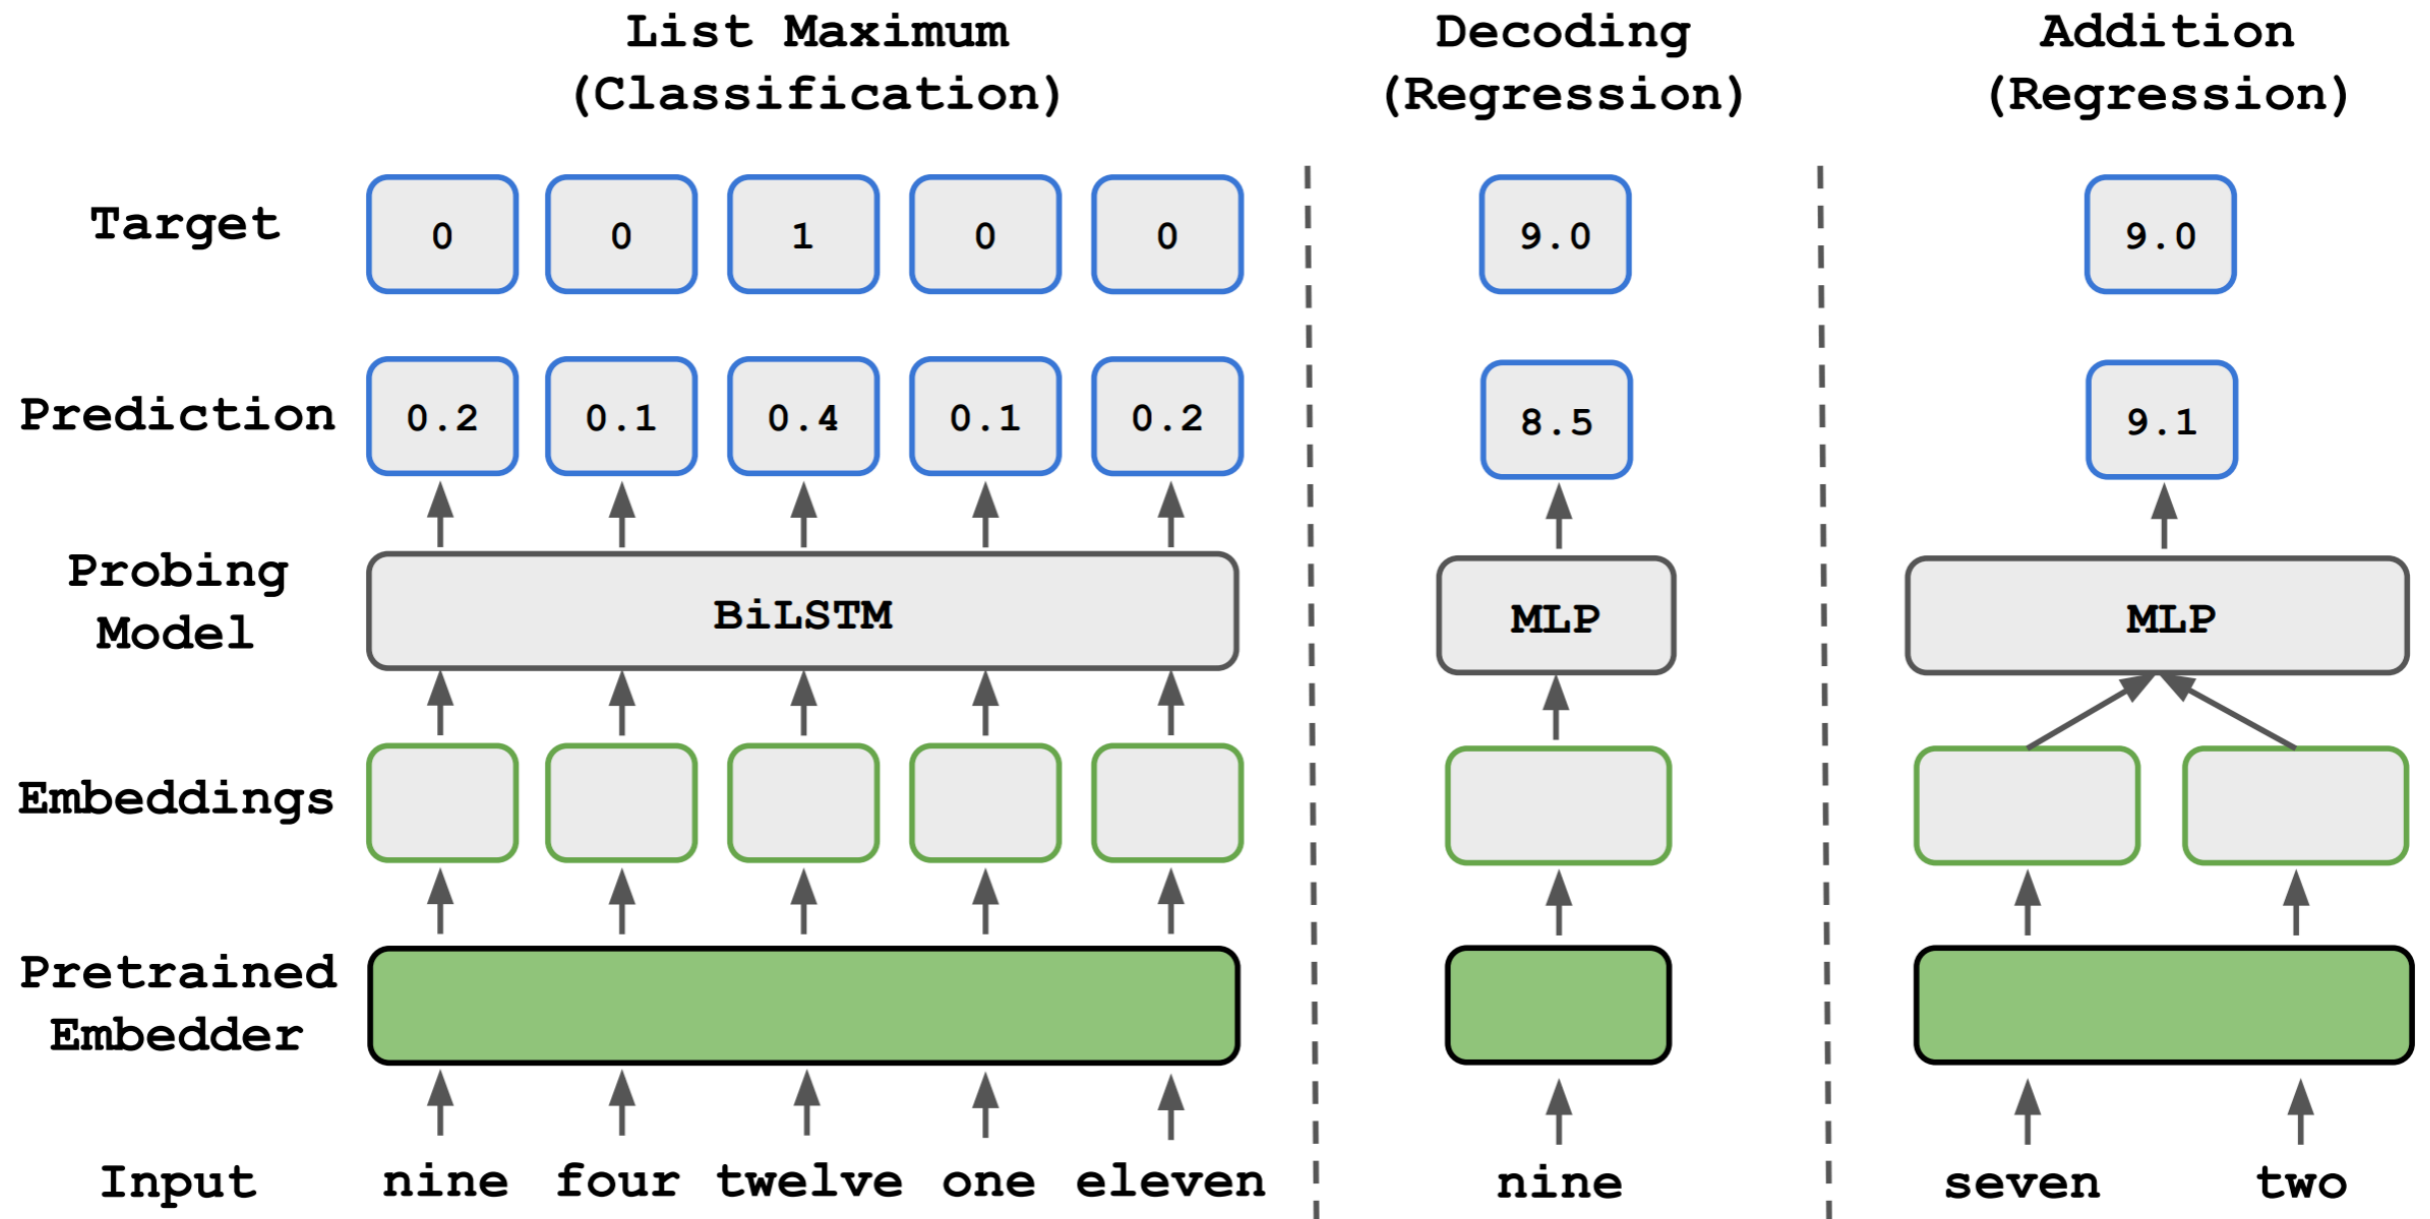 List Maximum
(Classification)
Decoding
(Regression)
Addition
(Regression)
Target
0 0 1 0 0
9.0
9.0
Prediction
0.2 0.1 0.4 0.1 0.2
8.5
9.1
Probing
Model
BiLSTM
MLP
MLP
Embeddings
Pretrained
Embedder
Input
nine four twelve one eleven
nine
seven two